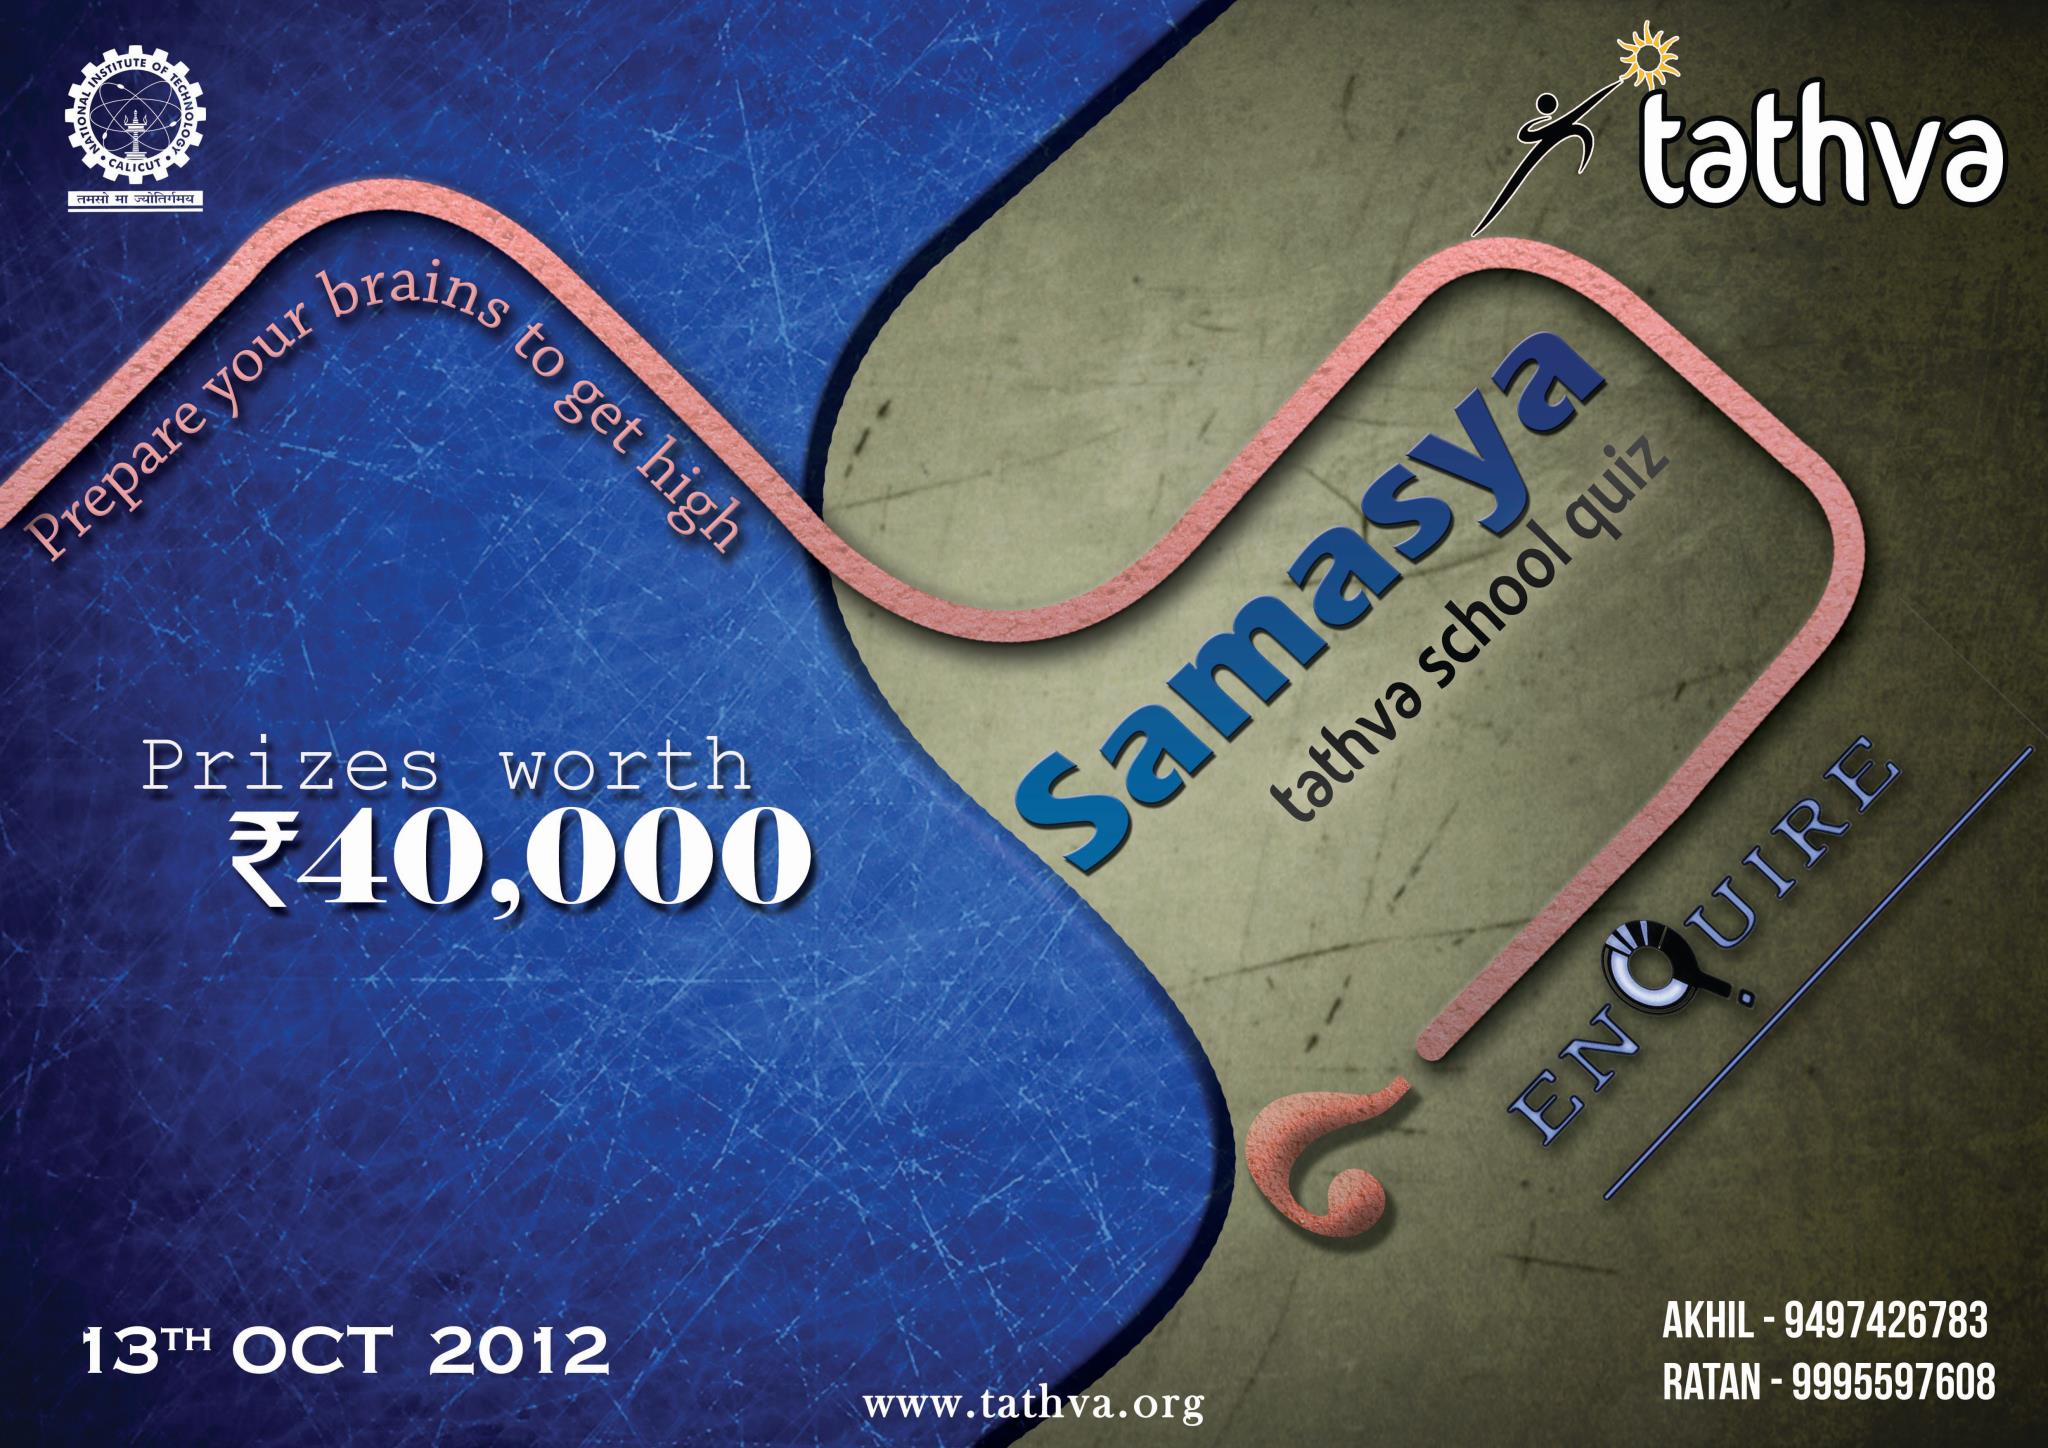 NATIONAL INSTITUTE OF TECHNOLOGY
• CALICUT •
तमसो मा ज्योतिर्गमय
tathva
Prepare your brains to get high
Samasya
tathva school quiz
Prizes worth
₹40,000
ENQUIRE
13TH OCT 2012
www.tathva.org
AKHIL - 9497426783
RATAN - 9995597608